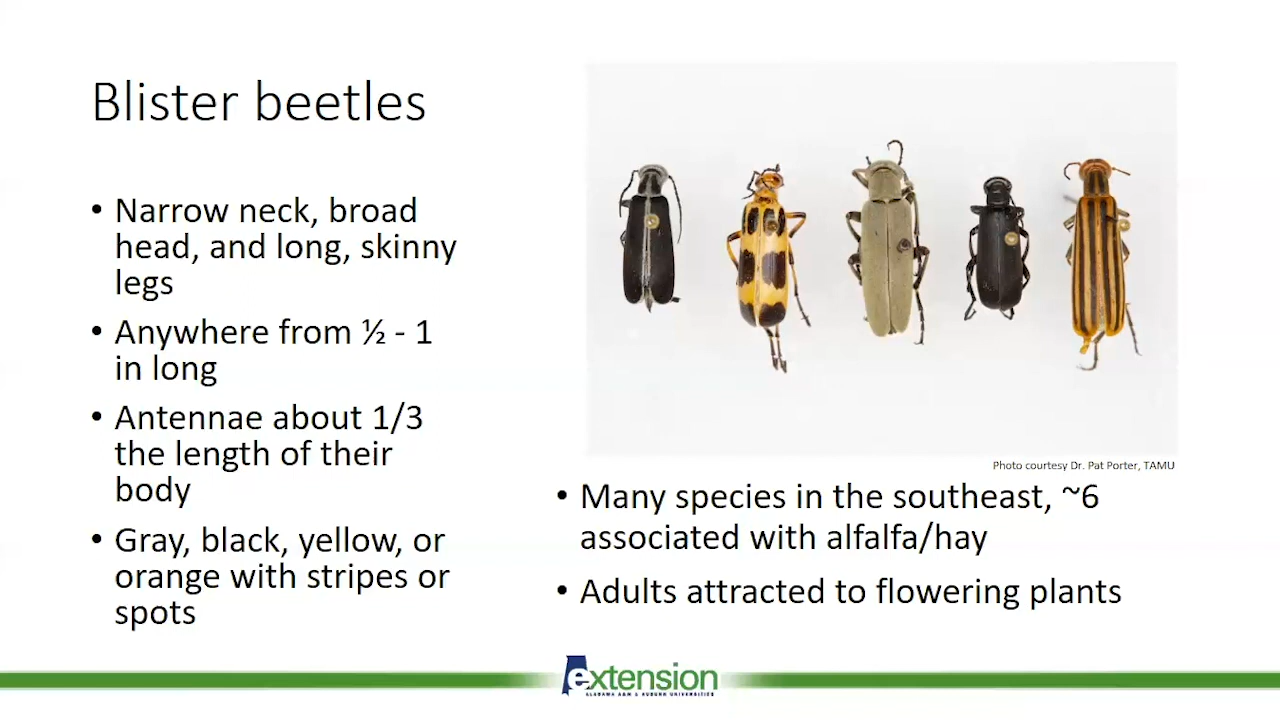 Blister beetles
• Narrow neck, broad
head, and long, skinny
legs
• Anywhere from ½ - 1
in long
• Antennae about 1/3
the length of their
body
• Gray, black, yellow, or
orange with stripes or
spots
Photo courtesy Dr. Pat Porter, TAMU
• Many species in the southeast, ~6
associated with alfalfa/hay
• Adults attracted to flowering plants
extension
ALABAMA A&M & AUBURN UNIVERSITIES